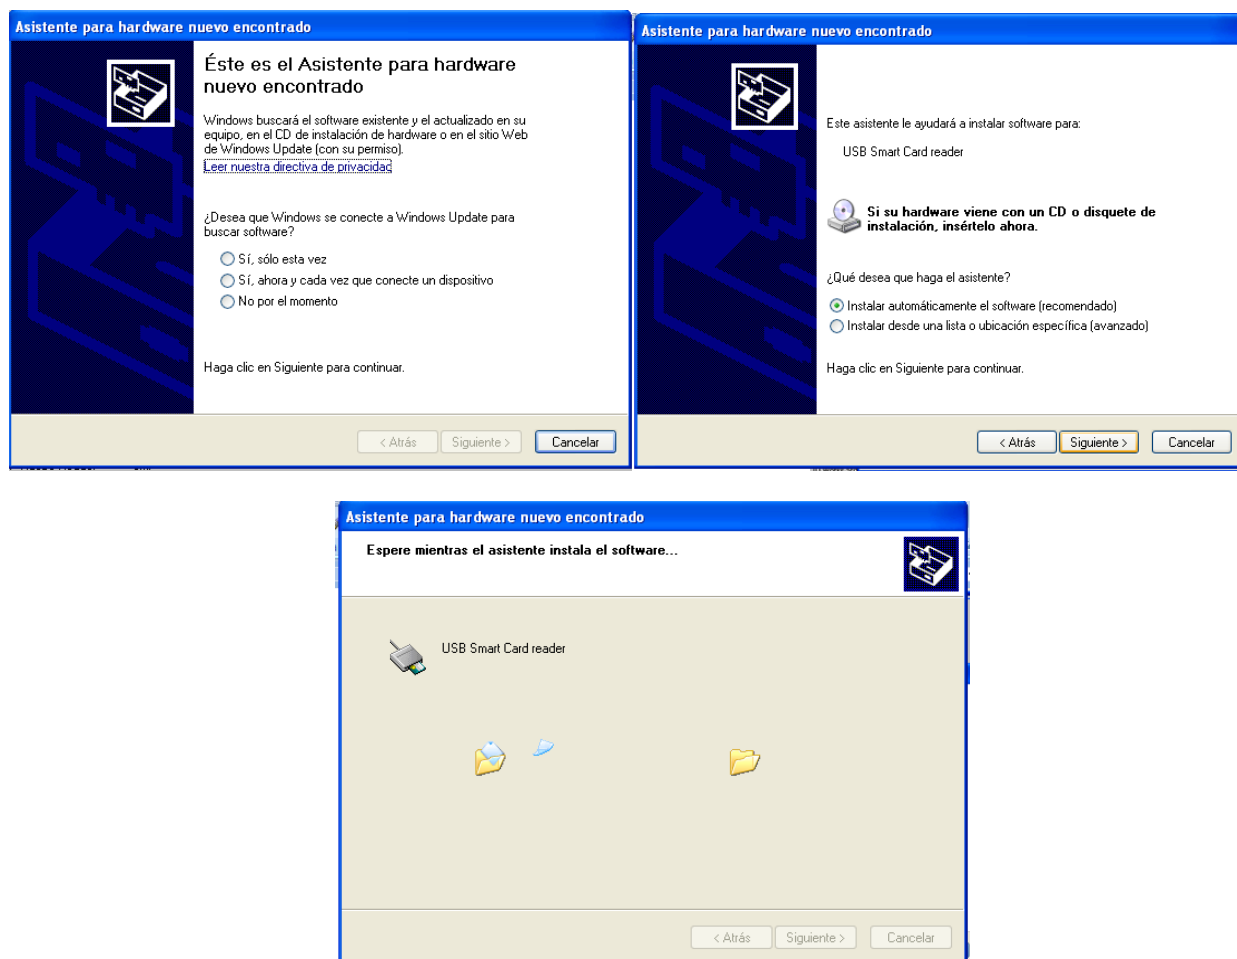 Asistente para hardware nuevo encontrado
Éste es el Asistente para hardware
nuevo encontrado
Windows buscará el software existente y el actualizado en su
equipo, en el CD de instalación de hardware o en el sitio Web
de Windows Update (con su permiso).
Leer nuestra directiva de privacidad
¿Desea que Windows se conecte a Windows Update para
buscar software?
Sí, sólo esta vez
Sí, ahora y cada vez que conecte un dispositivo
No por el momento
Haga clic en Siguiente para continuar.
< Atrás
Siguiente >
Cancelar
Asistente para hardware nuevo encontrado
Este asistente le ayudará a instalar software para:
USB Smart Card reader
Si su hardware viene con un CD o disquete de
instalación, insértelo ahora.
¿Qué desea que haga el asistente?
Instalar automáticamente el software (recomendado)
Instalar desde una lista o ubicación específica (avanzado)
Haga clic en Siguiente para continuar.
< Atrás
Siguiente >
Cancelar
Asistente para hardware nuevo encontrado
Espere mientras el asistente instala el software...
USB Smart Card reader
< Atrás
Siguiente >
Cancelar